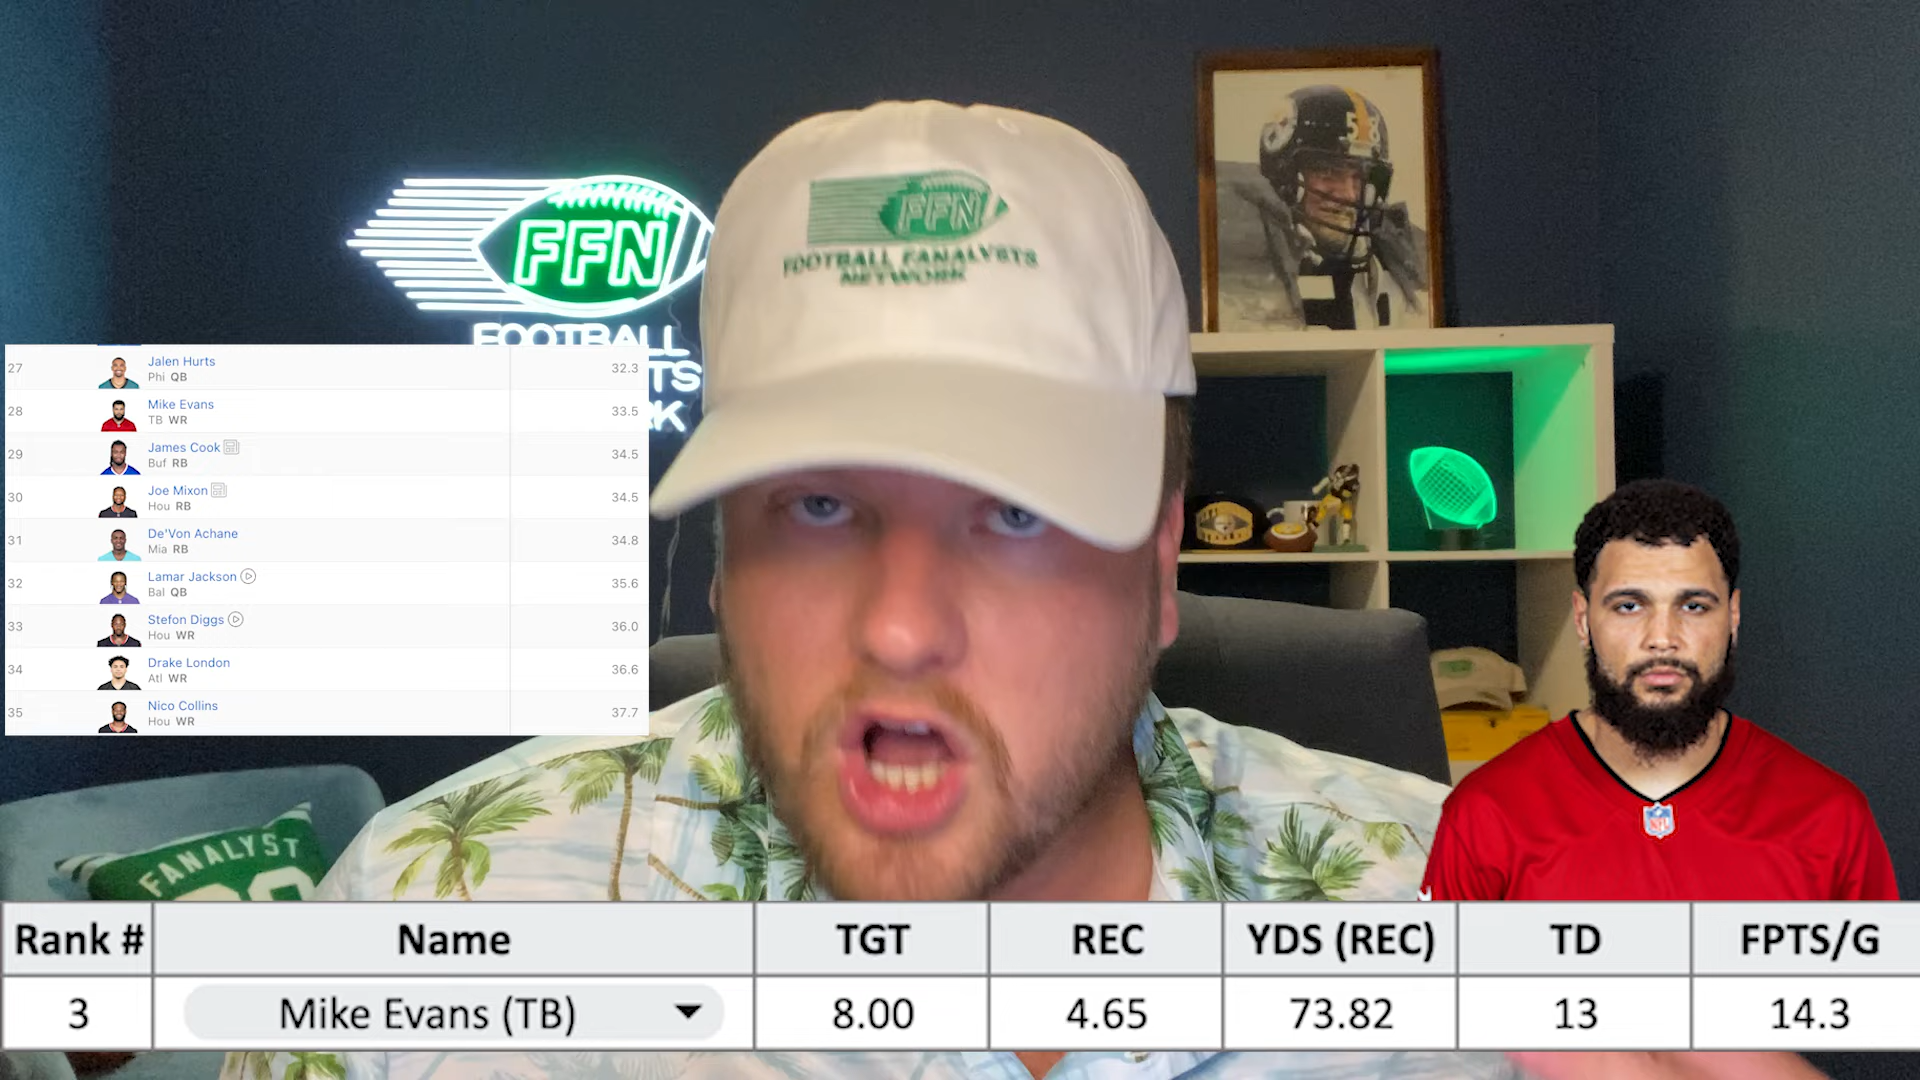 FFN
FOOTBALL FANALYSTS
NETWORK
58
FFN
FOOTBALL
TS
RK
27 Jalen Hurts 32.3
Phi QB
28 Mike Evans 33.5
TB WR
29 James Cook 34.5
Buf RB
30 Joe Mixon 34.5
Hou RB
31 De'Von Achane 34.8
Mia RB
32 Lamar Jackson 35.6
Bal QB
33 Stefon Diggs 36.0
Hou WR
34 Drake London 36.6
Atl WR
35 Nico Collins 37.7
Hou WR
NFL
FANALYST
Rank # Name TGT REC YDS (REC) TD FPTS/G
3 Mike Evans (TB) 8.00 4.65 73.82 13 14.3